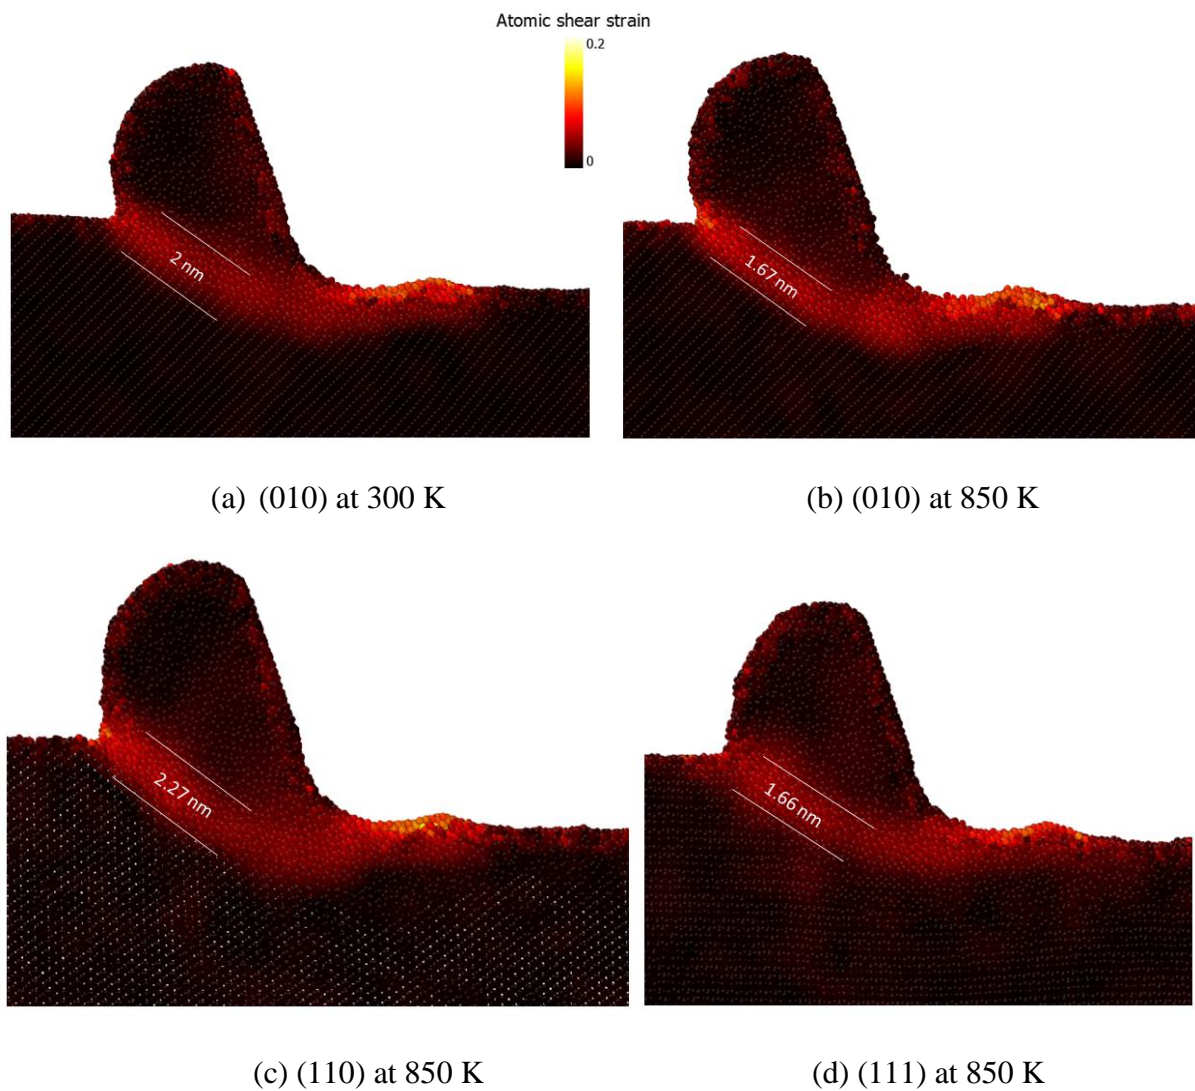 Atomic shear strain
0.2
0
2 nm
1.67 nm
(a) (010) at 300 K
(b) (010) at 850 K
2.27 nm
1.66 nm
(c) (110) at 850 K
(d) (111) at 850 K